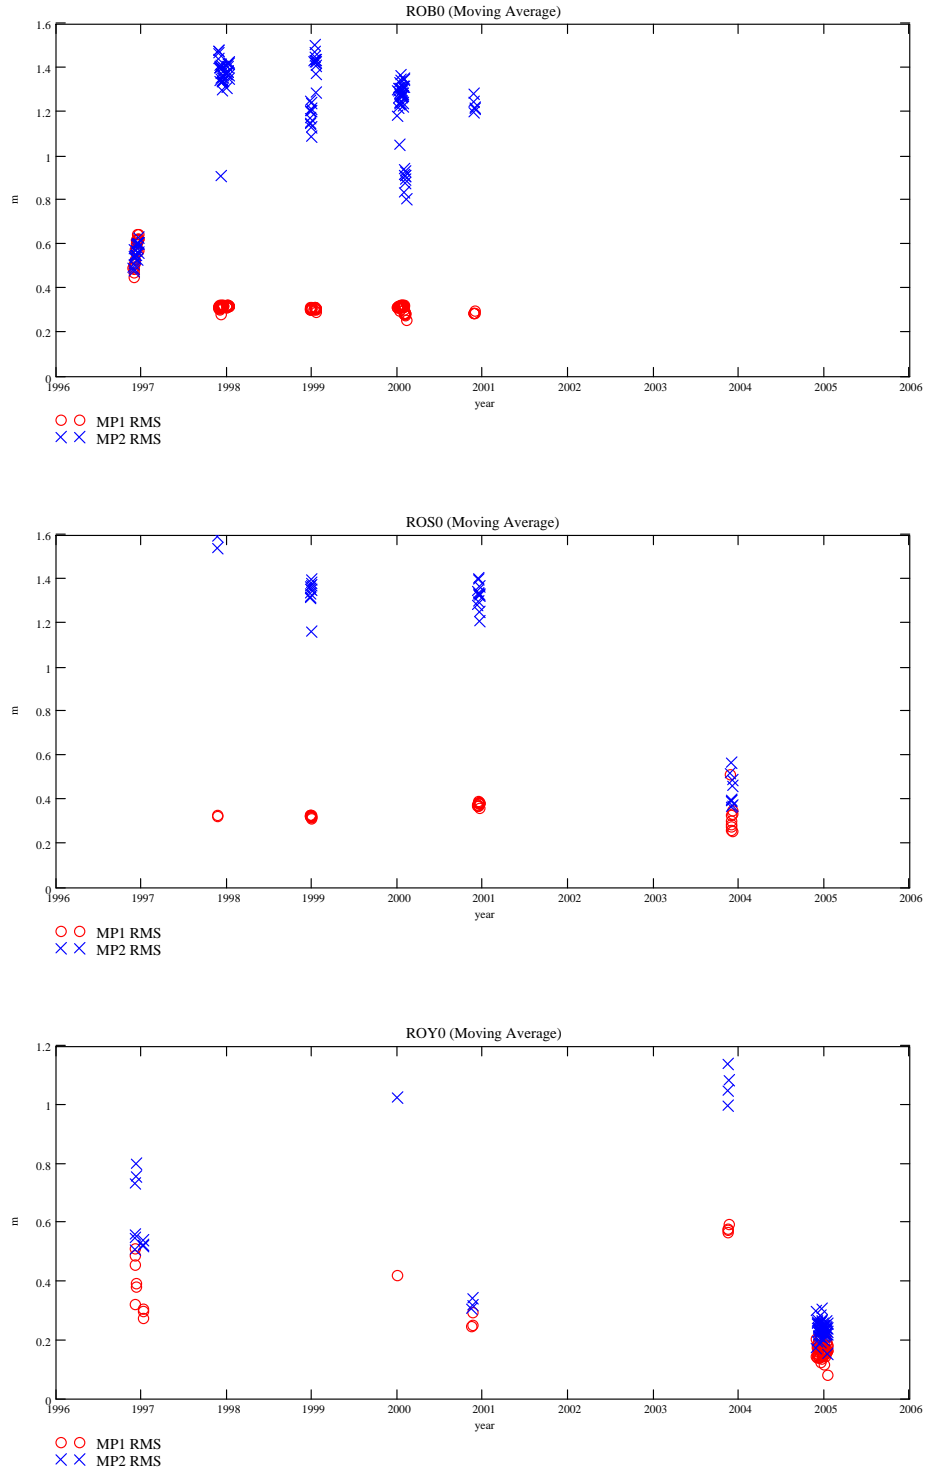 ROB0 (Moving Average)
1.6
1.4
1.2
1
0.8
0.6
0.4
0.2
0
m
1996 1997 1998 1999 2000 2001 2002 2003 2004 2005 2006
year
MP1 RMS
MP2 RMS
ROS0 (Moving Average)
1.6
1.4
1.2
1
0.8
0.6
0.4
0.2
0
m
1996 1997 1998 1999 2000 2001 2002 2003 2004 2005 2006
year
MP1 RMS
MP2 RMS
ROY0 (Moving Average)
1.2
1
0.8
0.6
0.4
0.2
0
m
1996 1997 1998 1999 2000 2001 2002 2003 2004 2005 2006
year
MP1 RMS
MP2 RMS